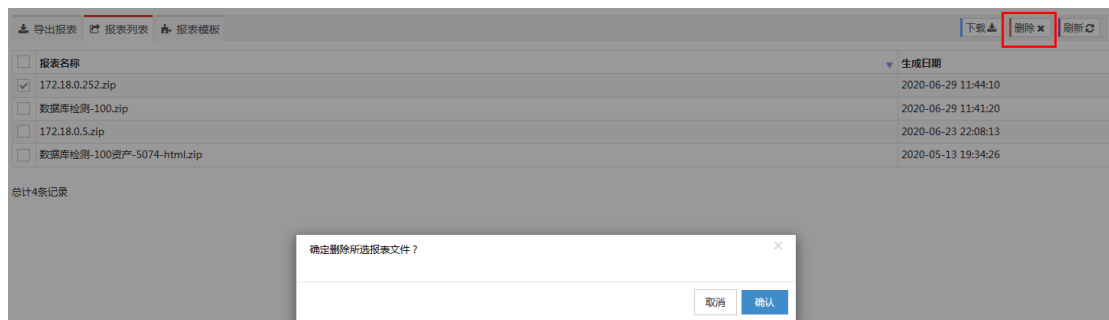 导出报表 报表列表 报表模板 下载 删除 刷新
报表名称 生成日期
172.18.0.252.zip 2020-06-29 11:44:10
数据库检测-100.zip 2020-06-29 11:41:20
172.18.0.5.zip 2020-06-23 22:08:13
数据库检测-100资产-5074-html.zip 2020-05-13 19:34:26
总计4条记录
确定删除所选报表文件？
取消 确认